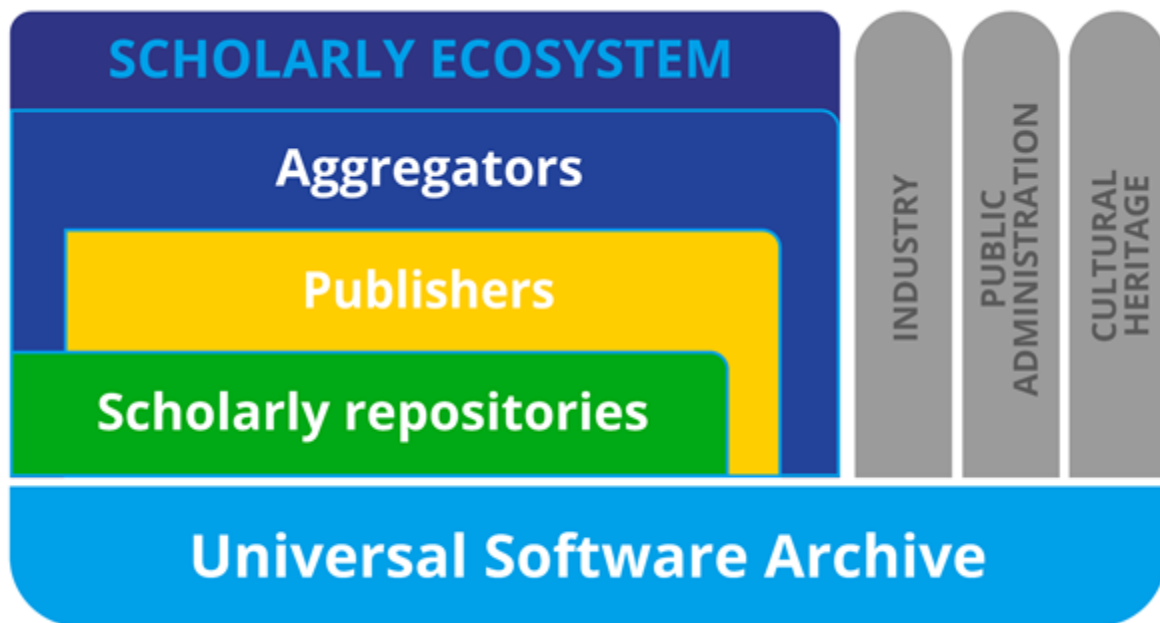 SCHOLARLY ECOSYSTEM
Aggregators
Publishers
Scholarly repositories
INDUSTRY
PUBLIC
ADMINISTRATION
CULTURAL
HERITAGE
Universal Software Archive